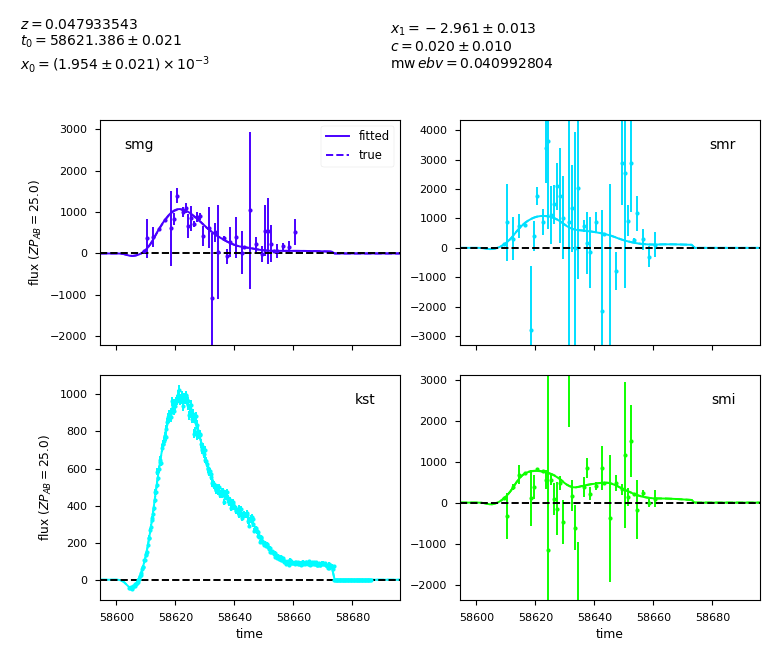 z = 0.047933543
t₀ = 58621.386 ± 0.021
x₀ = (1.954 ± 0.021) × 10⁻³
x₁ = −2.961 ± 0.013
c = 0.020 ± 0.010
mw ebv = 0.040992804
smg
fitted
true
3000
2000
1000
0
−1000
−2000
flux (ZP_AB = 25.0)
smr
4000
3000
2000
1000
0
−1000
−2000
−3000
kst
1000
800
600
400
200
0
flux (ZP_AB = 25.0)
58600 58620 58640 58660 58680
time
smi
3000
2000
1000
0
−1000
−2000
58600 58620 58640 58660 58680
time